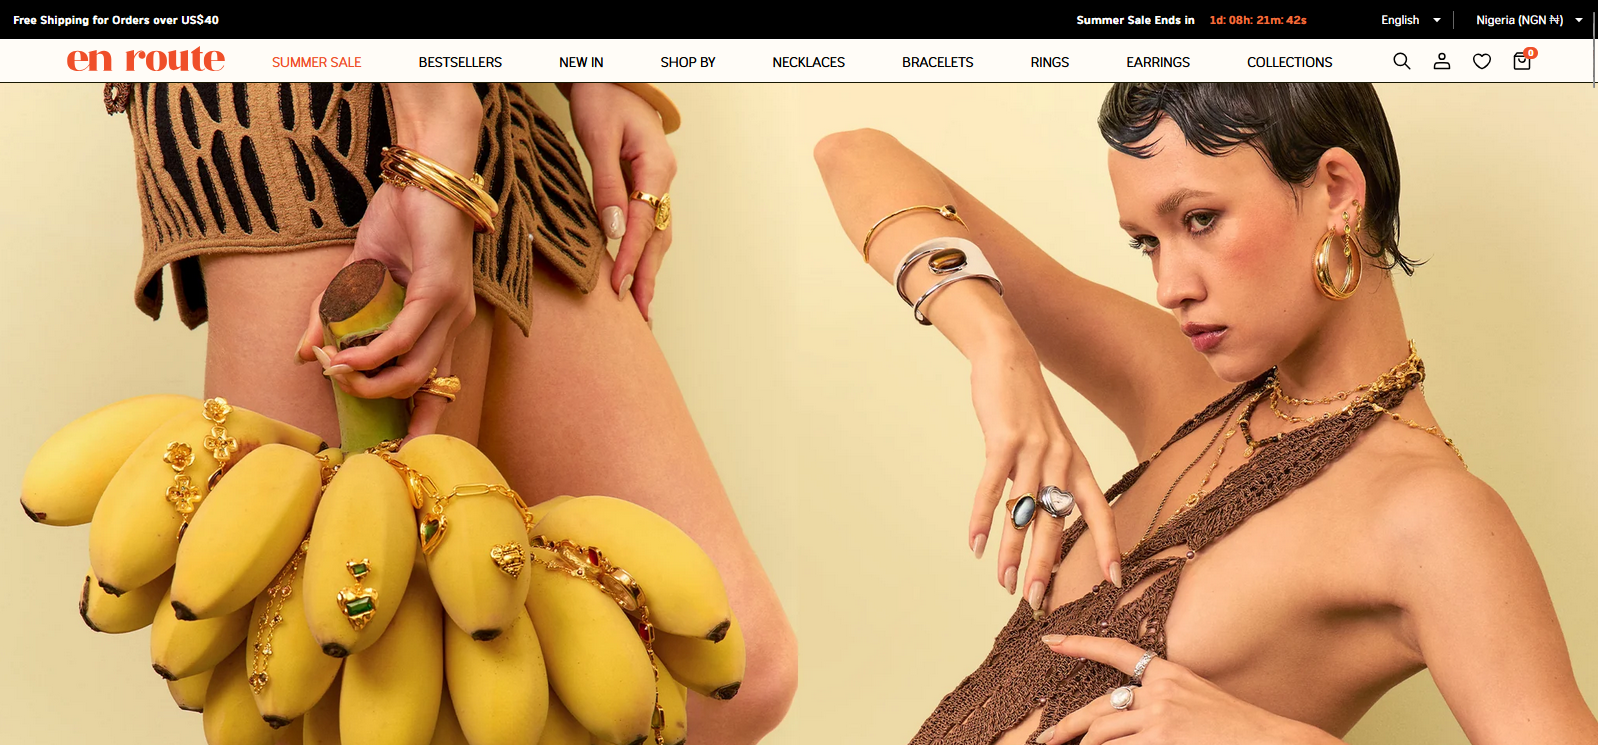 Free Shipping for Orders over US$40
Summer Sale Ends in 1d: 08h: 21m: 42s
English
Nigeria (NGN ₦)
en route
SUMMER SALE
BESTSELLERS
NEW IN
SHOP BY
NECKLACES
BRACELETS
RINGS
EARRINGS
COLLECTIONS
0